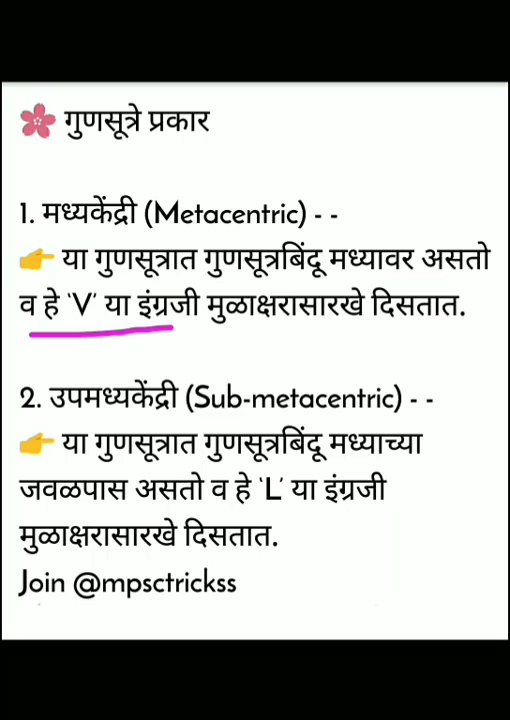 🌸 गुणसूत्रे प्रकार
1. मध्यकेंद्री (Metacentric) - -
👉 या गुणसूत्रात गुणसूत्रबिंदू मध्यावर असतो
व हे 'V' या इंग्रजी मुळाक्षरासारखे दिसतात.
2. उपमध्यकेंद्री (Sub-metacentric) - -
👉 या गुणसूत्रात गुणसूत्रबिंदू मध्याच्या
जवळपास असतो व हे 'L' या इंग्रजी
मुळाक्षरासारखे दिसतात.
Join @mpsctrickss